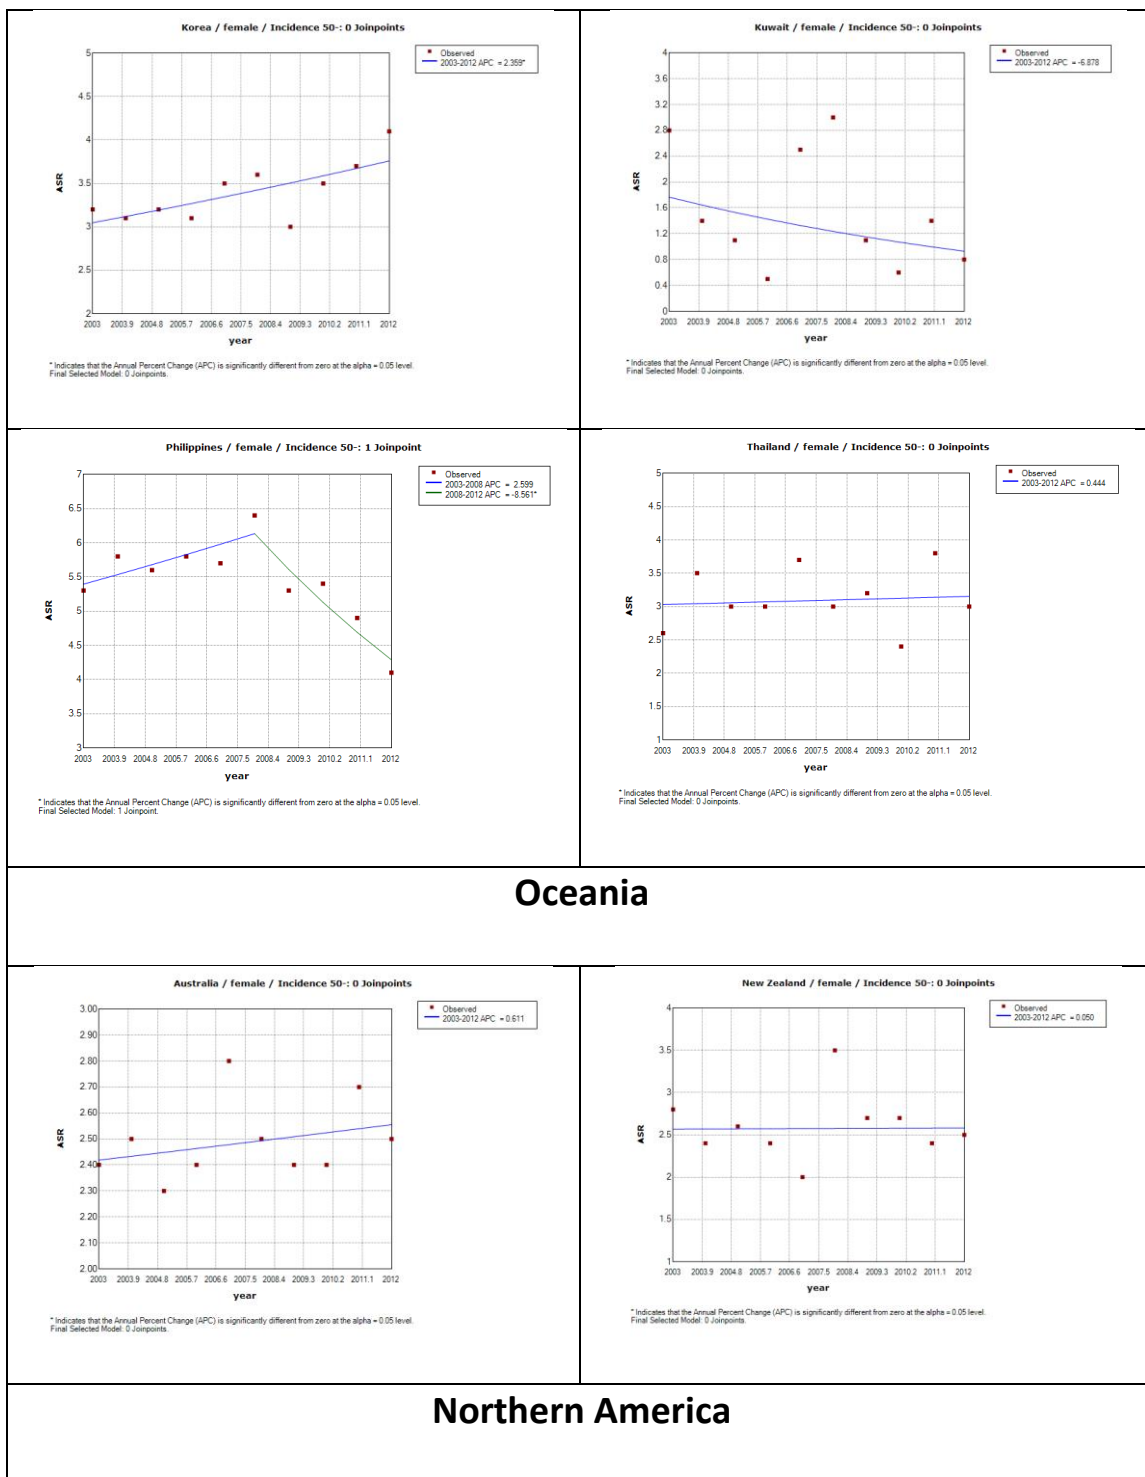 Korea / female / Incidence 50-: 0 Joinpoints
Observed
2003-2012 APC = 2.359*
5
4.5
4
3.5
3
2.5
2
ASR
2003 2003.9 2004.8 2005.7 2006.6 2007.5 2008.4 2009.3 2010.2 2011.1 2012
year
* Indicates that the Annual Percent Change (APC) is significantly different from zero at the alpha = 0.05 level.
Final Selected Model: 0 Joinpoints.
Kuwait / female / Incidence 50-: 0 Joinpoints
Observed
2003-2012 APC = -6.878
4
3.6
3.2
2.8
2.4
2
1.6
1.2
0.8
0.4
0
ASR
2003 2003.9 2004.8 2005.7 2006.6 2007.5 2008.4 2009.3 2010.2 2011.1 2012
year
* Indicates that the Annual Percent Change (APC) is significantly different from zero at the alpha = 0.05 level.
Final Selected Model: 0 Joinpoints.
Philippines / female / Incidence 50-: 1 Joinpoint
Observed
2003-2008 APC = 2.599
2008-2012 APC = -8.561*
7
6.5
6
5.5
5
4.5
4
3.5
3
ASR
2003 2003.9 2004.8 2005.7 2006.6 2007.5 2008.4 2009.3 2010.2 2011.1 2012
year
* Indicates that the Annual Percent Change (APC) is significantly different from zero at the alpha = 0.05 level.
Final Selected Model: 1 Joinpoint.
Thailand / female / Incidence 50-: 0 Joinpoints
Observed
2003-2012 APC = 0.444
5
4.5
4
3.5
3
2.5
2
1.5
1
ASR
2003 2003.9 2004.8 2005.7 2006.6 2007.5 2008.4 2009.3 2010.2 2011.1 2012
year
* Indicates that the Annual Percent Change (APC) is significantly different from zero at the alpha = 0.05 level.
Final Selected Model: 0 Joinpoints.
Oceania
Australia / female / Incidence 50-: 0 Joinpoints
Observed
2003-2012 APC = 0.611
3.00
2.90
2.80
2.70
2.60
2.50
2.40
2.30
2.20
2.10
2.00
ASR
2003 2003.9 2004.8 2005.7 2006.6 2007.5 2008.4 2009.3 2010.2 2011.1 2012
year
* Indicates that the Annual Percent Change (APC) is significantly different from zero at the alpha = 0.05 level.
Final Selected Model: 0 Joinpoints.
New Zealand / female / Incidence 50-: 0 Joinpoints
Observed
2003-2012 APC = 0.050
4
3.5
3
2.5
2
1.5
1
ASR
2003 2003.9 2004.8 2005.7 2006.6 2007.5 2008.4 2009.3 2010.2 2011.1 2012
year
* Indicates that the Annual Percent Change (APC) is significantly different from zero at the alpha = 0.05 level.
Final Selected Model: 0 Joinpoints.
Northern America